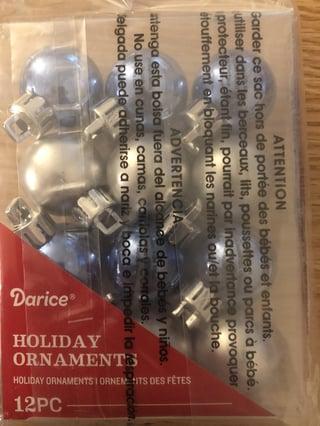 ATTENTION
Garder ce sac hors de portée des bébés et enfants.
utiliser dans les berceaux, lits, poussettes ou parcs à bébé.
protecteur, étant fin, pourrait par inadvertance provoquer
étouffement en bloquant les narines ou/et la bouche.
ADVERTENCIA
ntenga esta bolsa fuera del alcance de bebés y niños.
No use en cunas, camas, carriolas y corrales.
delgada puede adherirse a nariz y boca e impedir la respiración.
Darice®
HOLIDAY
ORNAMENTS
HOLIDAY ORNAMENTS | ORNEMENTS DES FÊTES
12PC